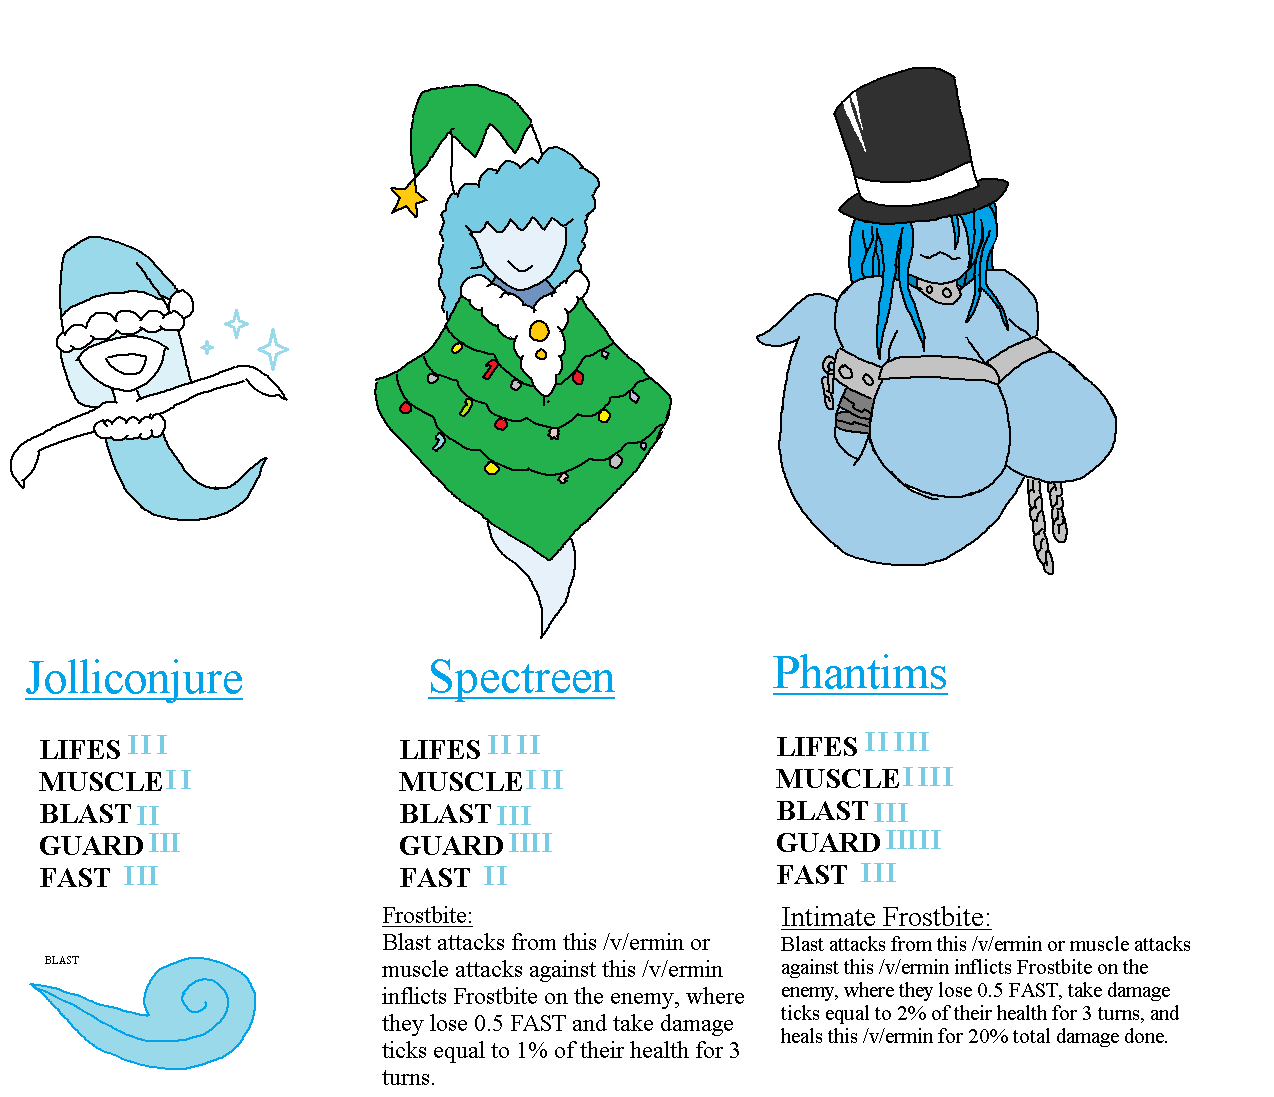 Jolliconjure
LIFES III
MUSCLE II
BLAST II
GUARD III
FAST III
BLAST
Spectreen
LIFES IIII
MUSCLE III
BLAST III
GUARD IIII
FAST II
Frostbite:
Blast attacks from this /v/ermin or
muscle attacks against this /v/ermin
inflicts Frostbite on the enemy, where
they lose 0.5 FAST and take damage
ticks equal to 1% of their health for 3
turns.
Phantims
LIFES IIIII
MUSCLE IIII
BLAST III
GUARD IIIII
FAST III
Intimate Frostbite:
Blast attacks from this /v/ermin or muscle attacks
against this /v/ermin inflicts Frostbite on the
enemy, where they lose 0.5 FAST, take damage
ticks equal to 2% of their health for 3 turns, and
heals this /v/ermin for 20% total damage done.